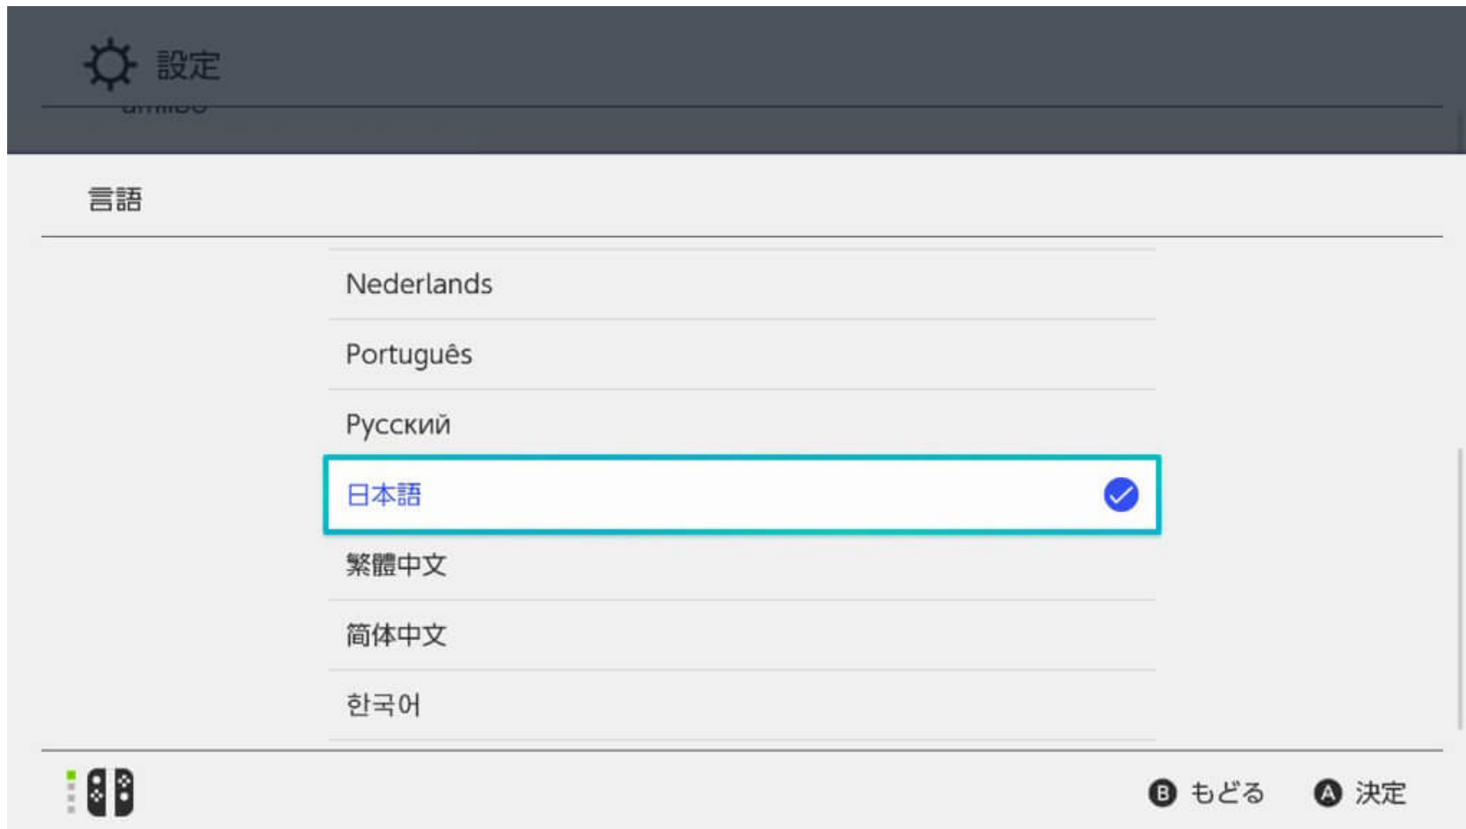 設定
amiibo
言語
Nederlands
Português
Русский
日本語
繁體中文
简体中文
한국어
B もどる A 決定